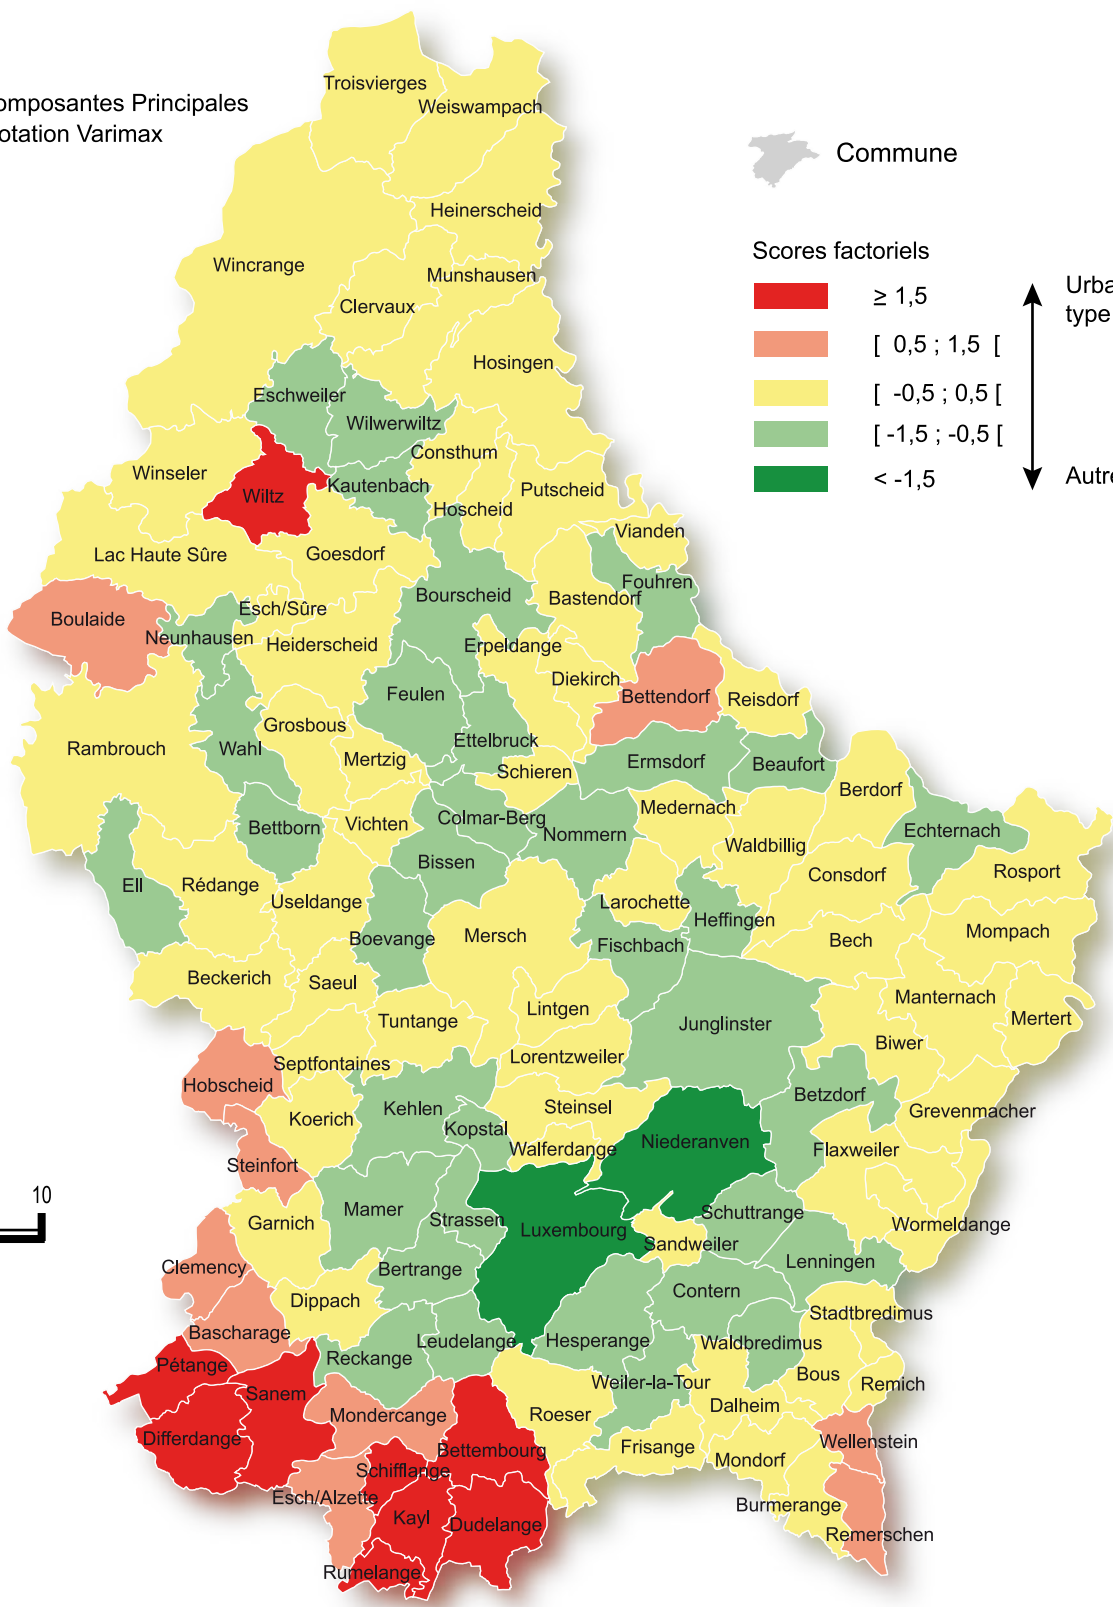 omposantes Principales
otation Varimax
Commune
Scores factoriels
≥ 1,5
[ 0,5 ; 1,5 [
[ -0,5 ; 0,5 [
[ -1,5 ; -0,5 [
< -1,5
Urba
type
Autre
10
Troisvierges
Weiswampach
Heinerscheid
Wincrange
Munshausen
Clervaux
Hosingen
Eschweiler
Wilwerwiltz
Consthum
Winseler
Wiltz
Kautenbach
Putscheid
Hoscheid
Vianden
Lac Haute Sûre
Goesdorf
Fouhren
Bourscheid
Bastendorf
Boulaide
Esch/Sûre
Neunhausen
Heiderscheid
Erpeldange
Diekirch
Feulen
Bettendorf
Reisdorf
Grosbous
Rambrouch
Wahl
Ettelbruck
Mertzig
Schieren
Ermsdorf
Beaufort
Berdorf
Medernach
Bettborn
Vichten
Colmar-Berg
Nommern
Echternach
Waldbillig
Bissen
Ell
Rédange
Consdorf
Rosport
Useldange
Larochette
Heffingen
Boevange
Mersch
Fischbach
Bech
Mompach
Beckerich
Saeul
Manternach
Lintgen
Tuntange
Junglinster
Mertert
Biwer
Septfontaines
Lorentzweiler
Hobscheid
Betzdorf
Koerich
Kehlen
Steinsel
Grevenmacher
Kopstal
Walferdange
Niederanven
Flaxweiler
Steinfort
Mamer
Garnich
Strassen
Luxembourg
Schuttrange
Wormeldange
Sandweiler
Clemency
Bertrange
Lenningen
Dippach
Contern
Stadtbredimus
Bascharage
Leudelange
Hesperange
Waldbredimus
Reckange
Pétange
Bous
Weiler-la-Tour
Remich
Sanem
Dalheim
Mondercange
Roeser
Differdange
Bettembourg
Frisange
Wellenstein
Schifflange
Mondorf
Esch/Alzette
Burmerange
Kayl
Dudelange
Remerschen
Rumelange